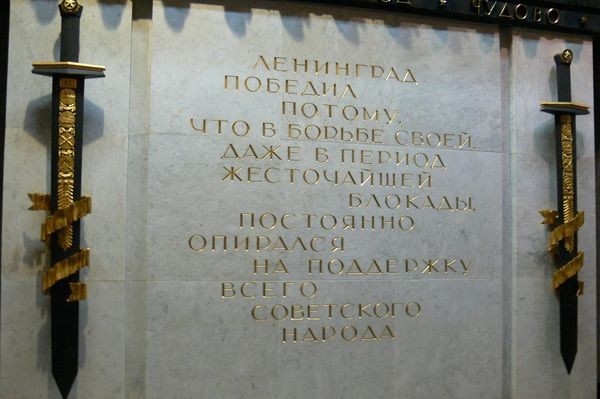 ЧУДОВО
ЛЕНИНГРАД
ПОБЕДИЛ
ПОТОМУ,
ЧТО В БОРЬБЕ СВОЕЙ,
ДАЖЕ В ПЕРИОД
ЖЕСТОЧАЙШЕЙ
БЛОКАДЫ,
ПОСТОЯННО
ОПИРАЛСЯ
НА ПОДДЕРЖКУ
ВСЕГО
СОВЕТСКОГО
НАРОДА